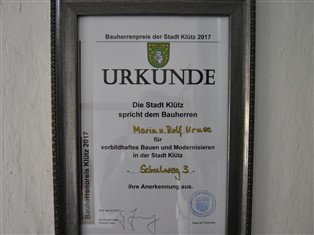 Bauherrenpreis der Stadt Klütz 2017
URKUNDE
Die Stadt Klütz
spricht dem Bauherren
Maria u. Rolf Kruse
für
vorbildhaftes Bauen und Modernisieren
in der Stadt Klütz
- Schulweg 3 -
ihre Anerkennung aus.
Bauherrenpreis Klütz 2017